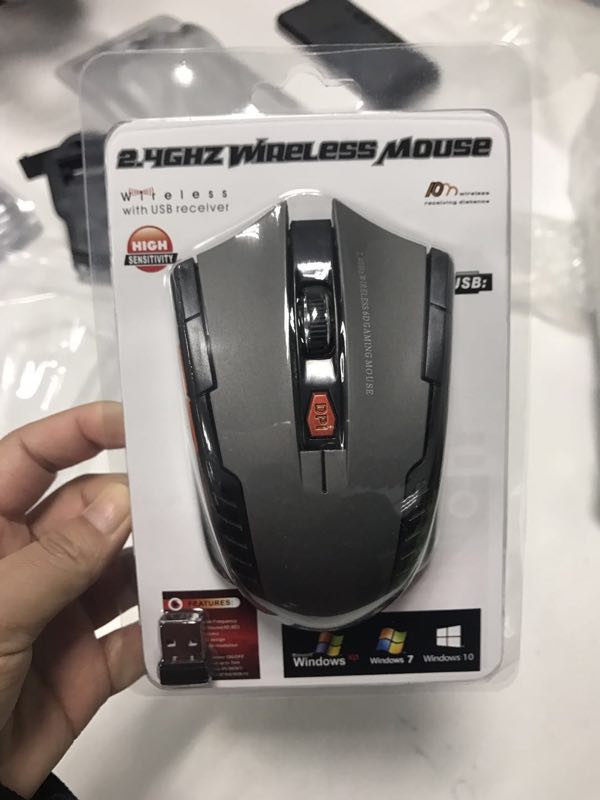 2.4GHZ WIRELESS MOUSE
Wireless
with USB receiver
10m wireless
receiving distance
HIGH
SENSITIVITY
USB:
2.4GHz WIRELESS 6D GAMING MOUSE
DPI
FEATURES:
Windows xp
Windows 7
Windows 10